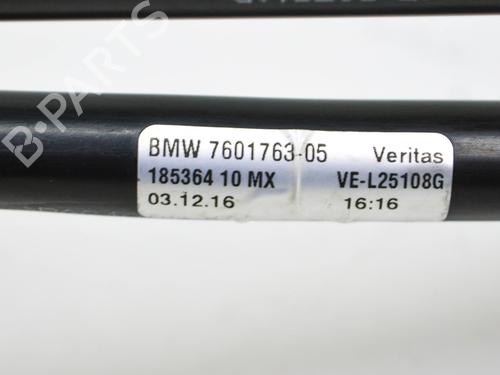 BMW 7601763-05 Veritas
185364 10 MX VE-L25108G
03.12.16 16:16
B-PARTS